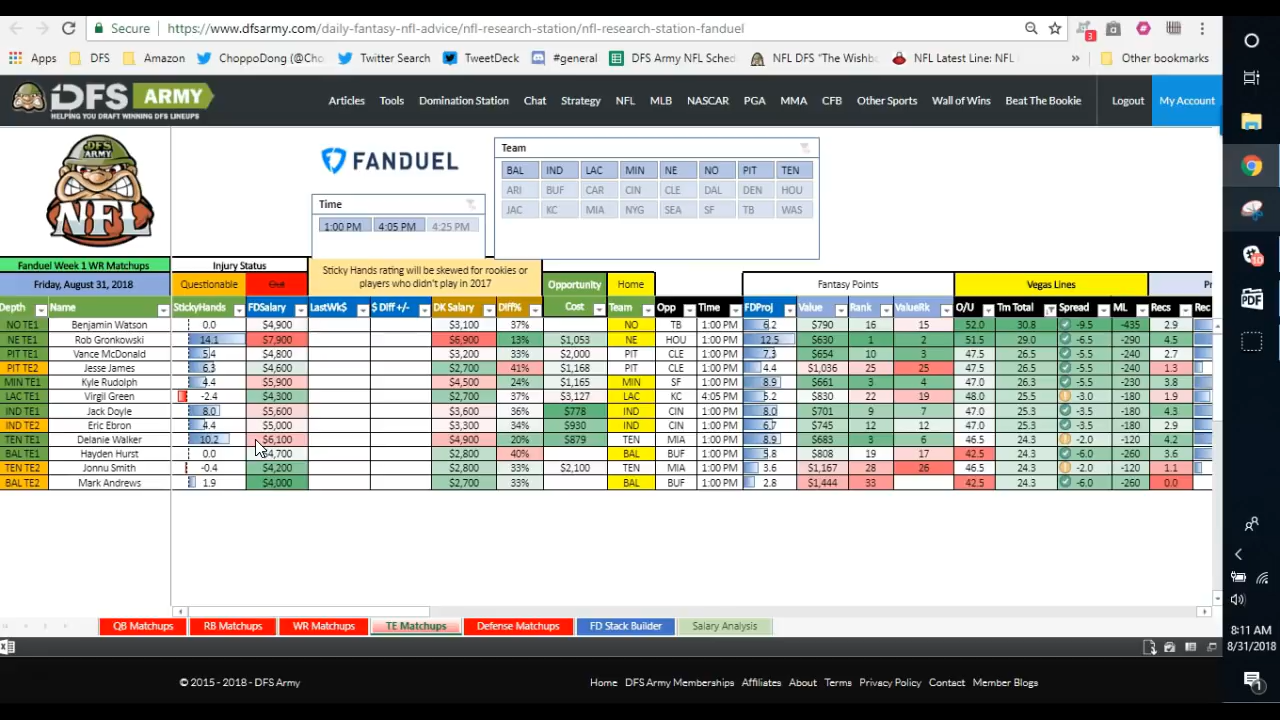 Secure https://www.dfsarmy.com/daily-fantasy-nfl-advice/nfl-research-station/nfl-research-station-fanduel
3
Apps DFS Amazon ChoppoDong (@Cho Twitter Search TweetDeck #general DFS Army NFL Sched NFL DFS "The Wishb NFL Latest Line: NFL » Other bookmarks
DFS ARMY
HELPING YOU DRAFT WINNING DFS LINEUPS
Articles Tools Domination Station Chat Strategy NFL MLB NASCAR PGA MMA CFB Other Sports Wall of Wins Beat The Bookie Logout My Account
DFS ARMY
NFL
FANDUEL
Team
BAL IND LAC MIN NE NO PIT TEN
ARI BUF CAR CIN CLE DAL DEN HOU
JAC KC MIA NYG SEA SF TB WAS
Time
1:00 PM 4:05 PM 4:25 PM
Fanduel Week 1 WR Matchups Injury Status Sticky Hands rating will be skewed for rookies or
Friday, August 31, 2018 Questionable Out players who didn't play in 2017 Opportunity Home Fantasy Points Vegas Lines Pr
Depth Name StickyHands FDSalary LastWk$ $ Diff +/- DK Salary Diff% Cost Team Opp Time FDProj Value Rank ValueRk O/U Tm Total Spread ML Recs
NO TE1 Benjamin Watson 0.0 $4,900 $3,100 37% NO TB 1:00 PM 6.2 $790 16 15 52.0 30.8 -9.5 -435 2.9
NE TE1 Rob Gronkowski 14.1 $7,900 $6,900 13% $1,053 NE HOU 1:00 PM 12.5 $630 1 2 51.5 29.0 -6.5 -290 4.5
PIT TE1 Vance McDonald 5.4 $4,800 $3,200 33% $2,000 PIT CLE 1:00 PM 7.3 $654 10 3 47.5 26.5 -5.5 -240 2.7
PIT TE2 Jesse James 6.3 $4,600 $2,700 41% $1,168 PIT CLE 1:00 PM 4.4 $1,036 25 25 47.5 26.5 -5.5 -240 1.3
MIN TE1 Kyle Rudolph 4.4 $5,900 $4,500 24% $1,165 MIN SF 1:00 PM 8.9 $661 3 4 47.0 26.3 -5.5 -230 3.8
LAC TE1 Virgil Green -2.4 $4,300 $2,700 37% $3,127 LAC KC 4:05 PM 5.2 $830 22 19 48.0 25.5 -3.0 -180 1.9
IND TE1 Jack Doyle 8.0 $5,600 $3,600 36% $778 IND CIN 1:00 PM 8.0 $701 9 7 47.0 25.3 -3.5 -180 4.3
IND TE2 Eric Ebron 4.4 $5,000 $3,300 34% $930 IND CIN 1:00 PM 6.7 $745 12 12 47.0 25.3 -3.5 -180 2.9
TEN TE1 Delanie Walker 10.2 $6,100 $4,900 20% $879 TEN MIA 1:00 PM 8.9 $683 3 6 46.5 24.3 -2.0 -120 4.2
BAL TE1 Hayden Hurst 0.0 $4,700 $2,800 40% BAL BUF 1:00 PM 5.8 $808 19 17 42.5 24.3 -6.0 -260 3.6
TEN TE2 Jonnu Smith -0.4 $4,200 $2,800 33% $2,100 TEN MIA 1:00 PM 3.6 $1,167 28 26 46.5 24.3 -2.0 -120 1.1
BAL TE2 Mark Andrews 1.9 $4,000 $2,700 33% BAL BUF 1:00 PM 2.8 $1,444 33 42.5 24.3 -6.0 -260 0.0
QB Matchups RB Matchups WR Matchups TE Matchups Defense Matchups FD Stack Builder Salary Analysis
© 2015 - 2018 - DFS Army Home DFS Army Memberships Affiliates About Terms Privacy Policy Contact Member Blogs
10
PDF
8:11 AM
8/31/2018
1